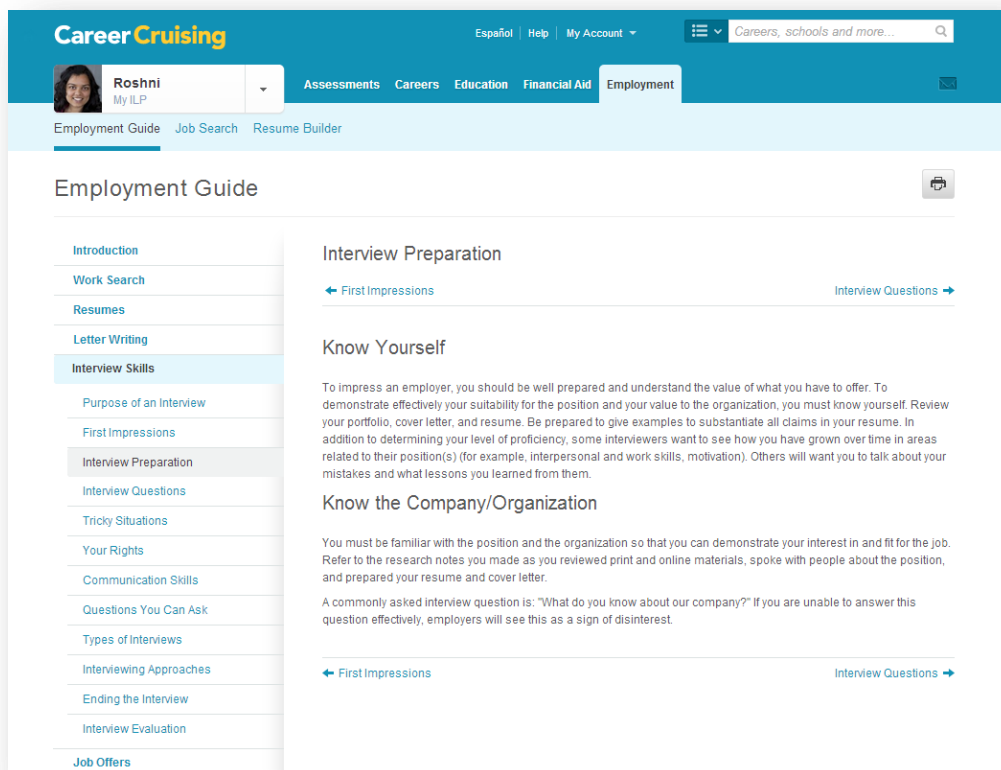 CareerCruising
Español Help My Account
Careers, schools and more...
Roshni
My ILP
Assessments Careers Education Financial Aid Employment
Employment Guide Job Search Resume Builder
Employment Guide
Introduction
Work Search
Resumes
Letter Writing
Interview Skills
Purpose of an Interview
First Impressions
Interview Preparation
Interview Questions
Tricky Situations
Your Rights
Communication Skills
Questions You Can Ask
Types of Interviews
Interviewing Approaches
Ending the Interview
Interview Evaluation
Job Offers
Interview Preparation
First Impressions Interview Questions
Know Yourself
To impress an employer, you should be well prepared and understand the value of what you have to offer. To
demonstrate effectively your suitability for the position and your value to the organization, you must know yourself. Review
your portfolio, cover letter, and resume. Be prepared to give examples to substantiate all claims in your resume. In
addition to determining your level of proficiency, some interviewers want to see how you have grown over time in areas
related to their position(s) (for example, interpersonal and work skills, motivation). Others will want you to talk about your
mistakes and what lessons you learned from them.
Know the Company/Organization
You must be familiar with the position and the organization so that you can demonstrate your interest in and fit for the job.
Refer to the research notes you made as you reviewed print and online materials, spoke with people about the position,
and prepared your resume and cover letter.
A commonly asked interview question is: "What do you know about our company?" If you are unable to answer this
question effectively, employers will see this as a sign of disinterest.
First Impressions Interview Questions